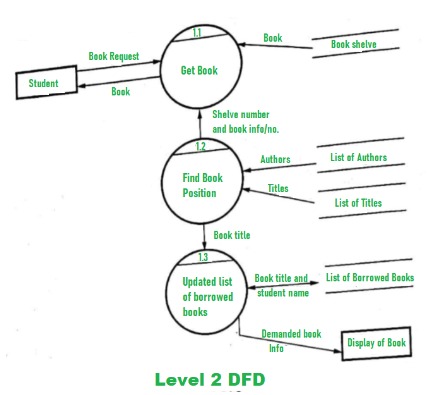 1.1
Get Book
Book Request
Student
Book
Book
Book shelve
Shelve number
and book info/no.
1.2
Find Book
Position
Authors
List of Authors
Titles
List of Titles
Book title
1.3
Updated list
of borrowed
books
Book title and
student name
List of Borrowed Books
Demanded book
Info
Display of Book
Level 2 DFD